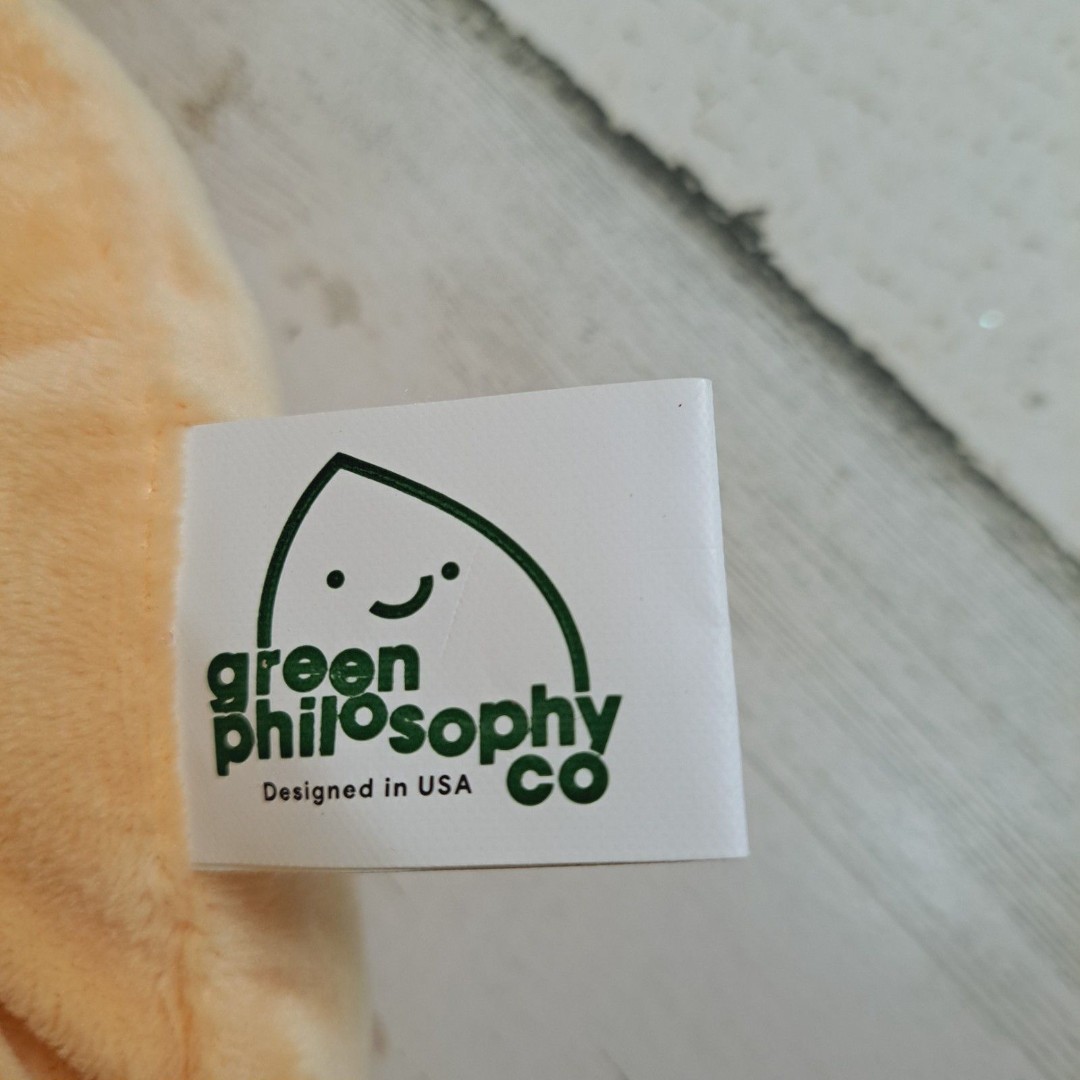 green
philosophy
co
Designed in USA